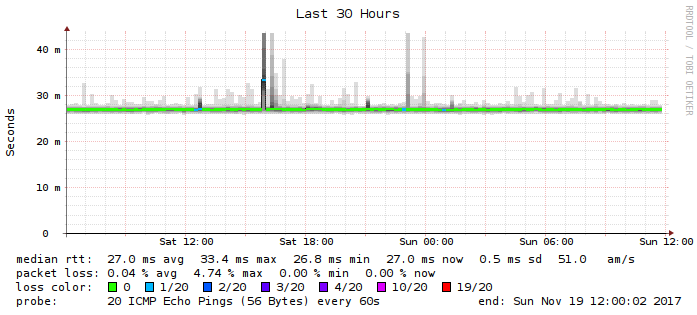 Last 30 Hours
RRDTOOL / TOBI OETIKER
Seconds
40 m
30 m
20 m
10 m
0
Sat 12:00 Sat 18:00 Sun 00:00 Sun 06:00 Sun 12:00
median rtt: 27.0 ms avg 33.4 ms max 26.8 ms min 27.0 ms now 0.5 ms sd 51.0 am/s
packet loss: 0.04 % avg 4.74 % max 0.00 % min 0.00 % now
loss color: 0 1/20 2/20 3/20 4/20 10/20 19/20
probe: 20 ICMP Echo Pings (56 Bytes) every 60s end: Sun Nov 19 12:00:02 2017